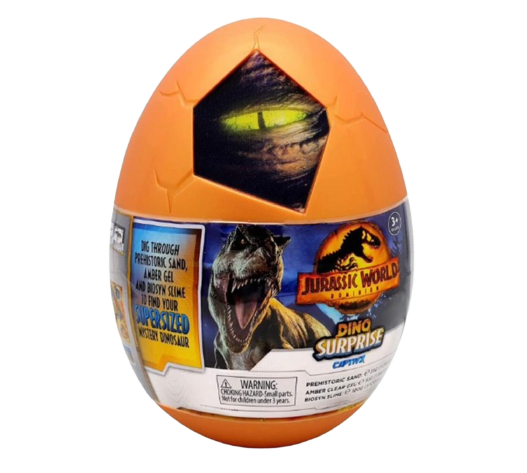 DIG THROUGH
PREHISTORIC SAND,
AMBER GEL
AND BIOSYN SLIME
TO FIND YOUR
SUPERSIZED
MYSTERY DINOSAUR
3+
JURASSIC WORLD
DOMINION
DINO
SURPRISE
CAPTIVZ
WARNING:
CHOKING HAZARD-Small parts.
Not for children under 3 years.
PREHISTORIC SAND:
AMBER CLEAR GEL:
BIOSYN SLIME: